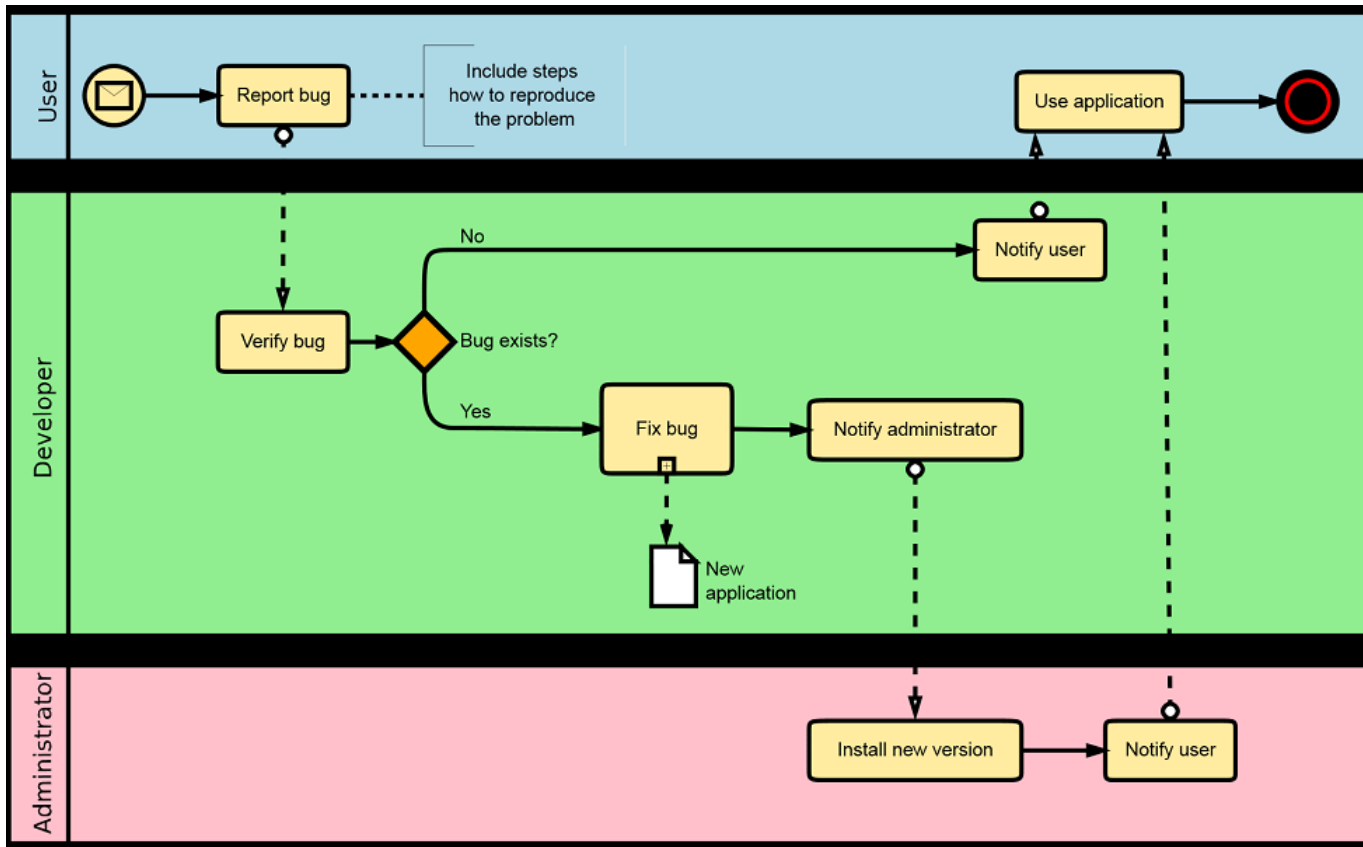 User
Report bug
Include steps
how to reproduce
the problem
Use application
Developer
No
Notify user
Verify bug
Bug exists?
Yes
Fix bug
Notify administrator
New
application
Administrator
Install new version
Notify user